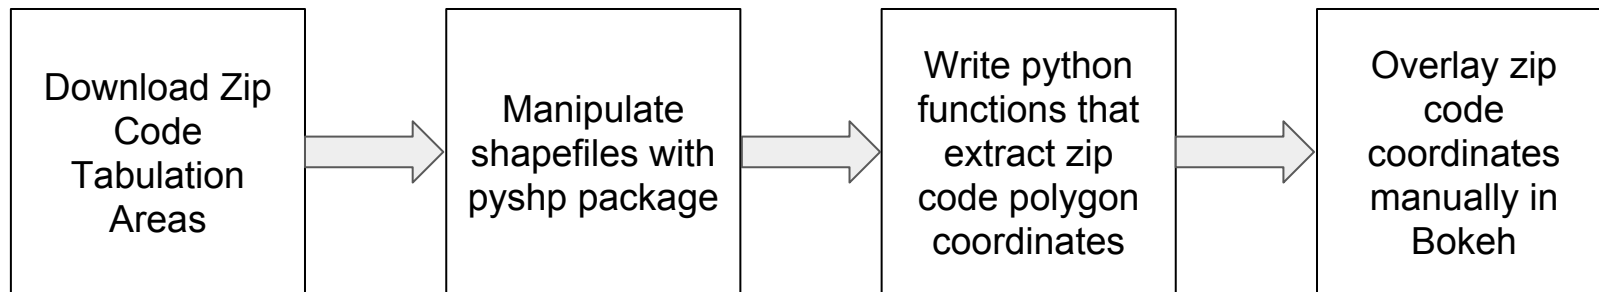 Download Zip
Code
Tabulation
Areas
Manipulate
shapefiles with
pyshp package
Write python
functions that
extract zip
code polygon
coordinates
Overlay zip
code
coordinates
manually in
Bokeh